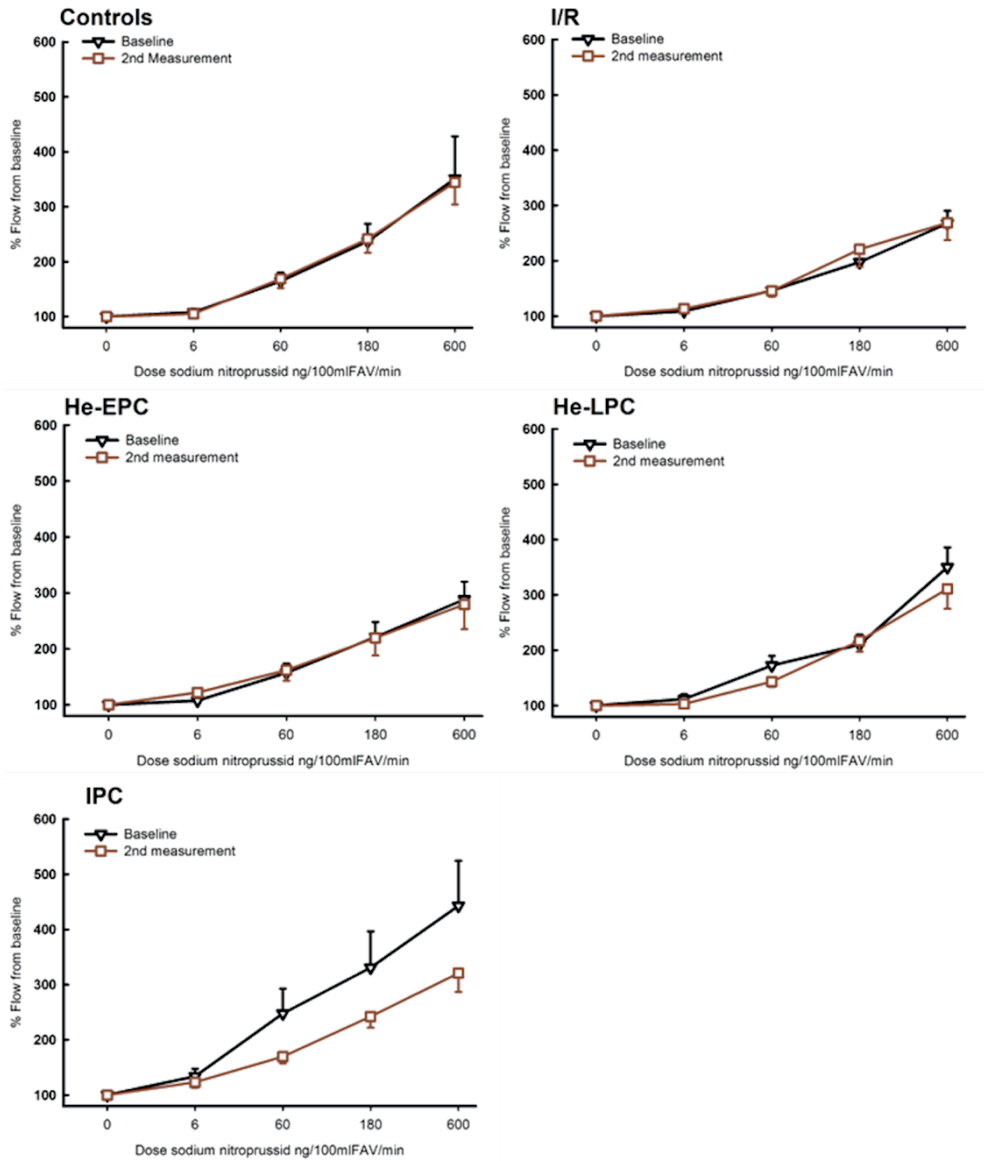 Controls
Baseline
2nd Measurement
600
500
400
300
200
100
% Flow from baseline
0 6 60 180 600
Dose sodium nitroprussid ng/100mlFAV/min
I/R
Baseline
2nd measurement
600
500
400
300
200
100
% Flow from baseline
0 6 60 180 600
Dose sodium nitroprussid ng/100mlFAV/min
He-EPC
Baseline
2nd measurement
600
500
400
300
200
100
% Flow from baseline
0 6 60 180 600
Dose sodium nitroprussid ng/100mlFAV/min
He-LPC
Baseline
2nd measurement
600
500
400
300
200
100
% Flow from baseline
0 6 60 180 600
Dose sodium nitroprussid ng/100mlFAV/min
IPC
Baseline
2nd measurement
600
500
400
300
200
100
% Flow from baseline
0 6 60 180 600
Dose sodium nitroprussid ng/100mlFAV/min